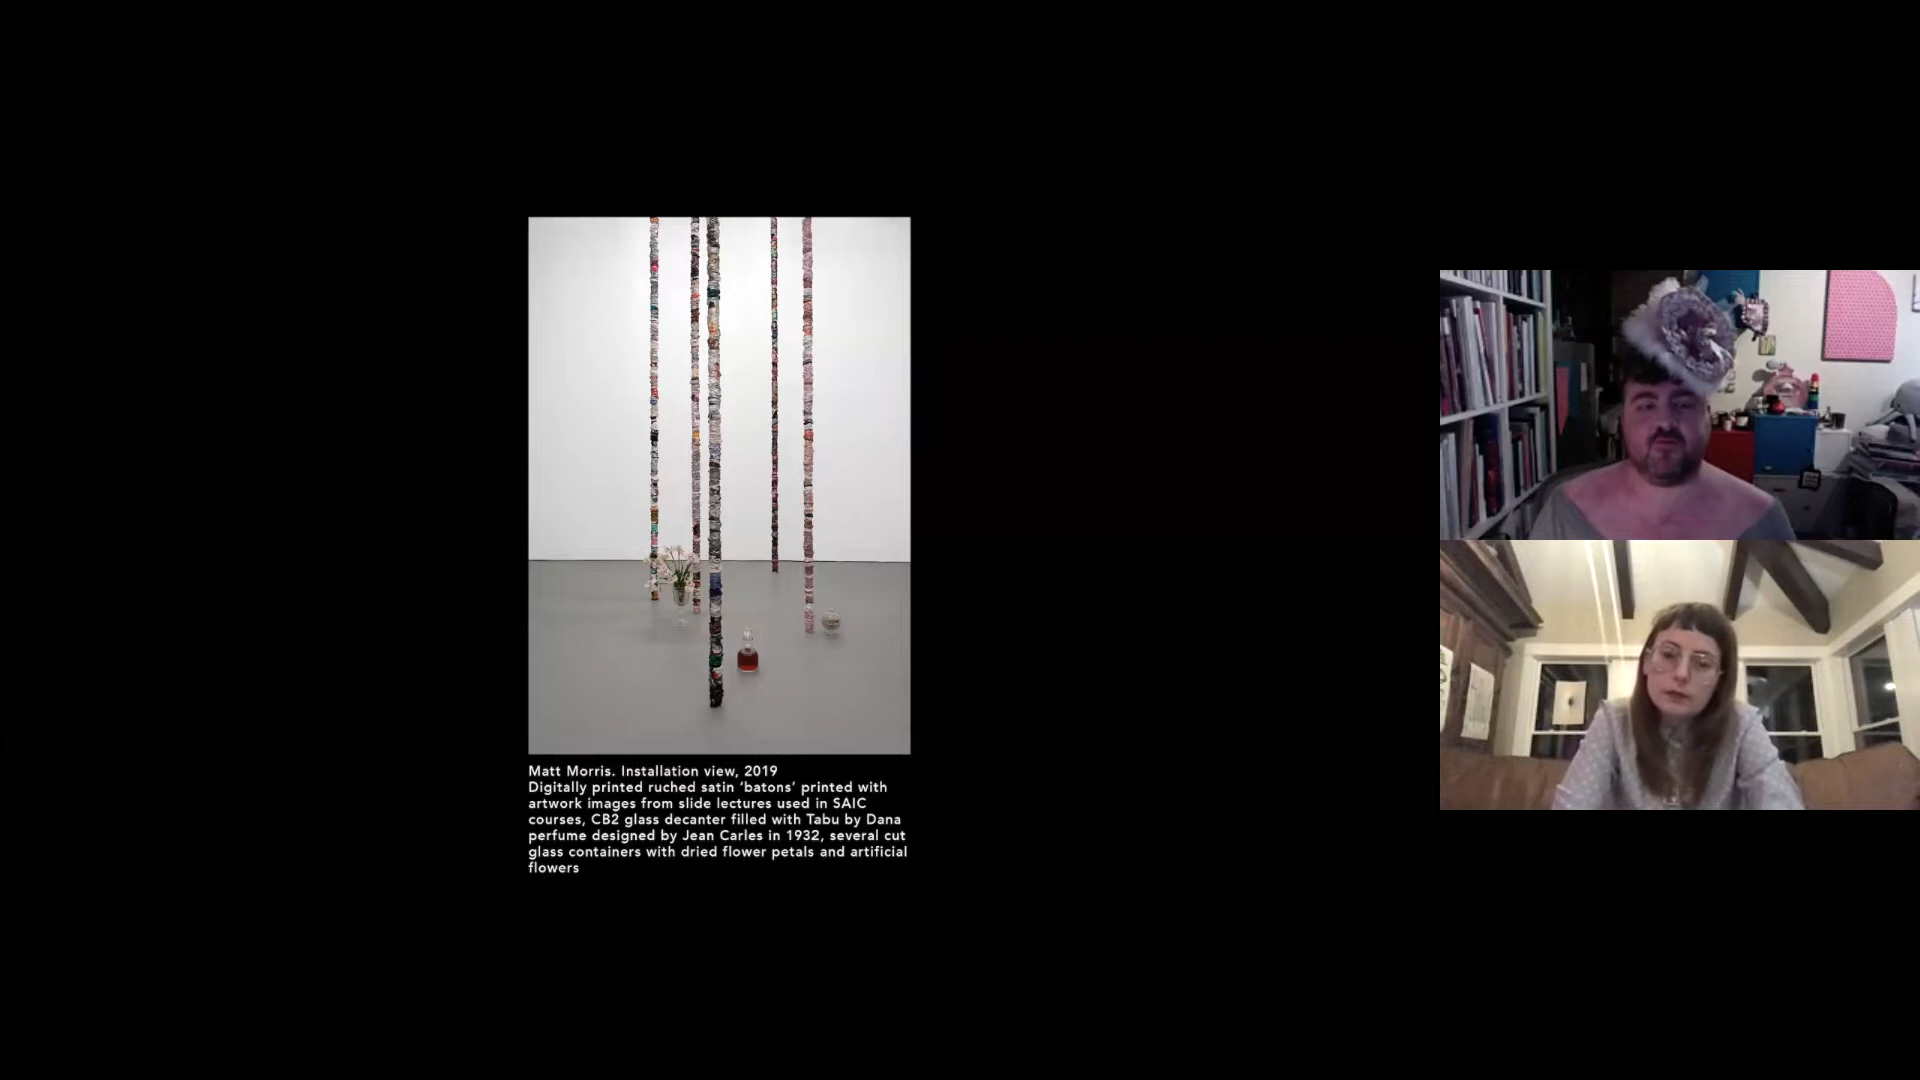 Matt Morris. Installation view, 2019
Digitally printed ruched satin ‘batons’ printed with
artwork images from slide lectures used in SAIC
courses, CB2 glass decanter filled with Tabu by Dana
perfume designed by Jean Carles in 1932, several cut
glass containers with dried flower petals and artificial
flowers